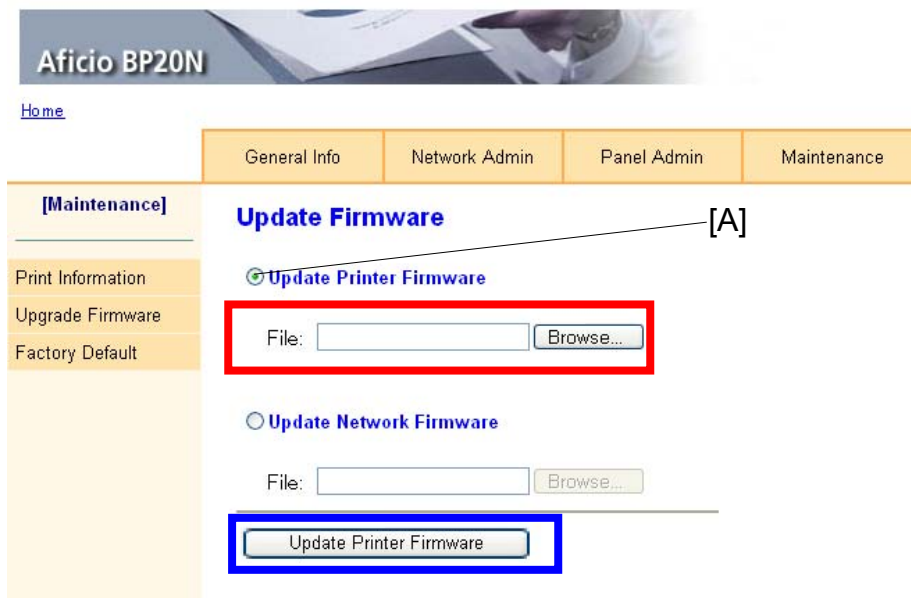 Aficio BP20N
Home
General Info Network Admin Panel Admin Maintenance
[Maintenance]
Print Information
Upgrade Firmware
Factory Default
Update Firmware
[A]
Update Printer Firmware
File: Browse...
Update Network Firmware
File: Browse...
Update Printer Firmware